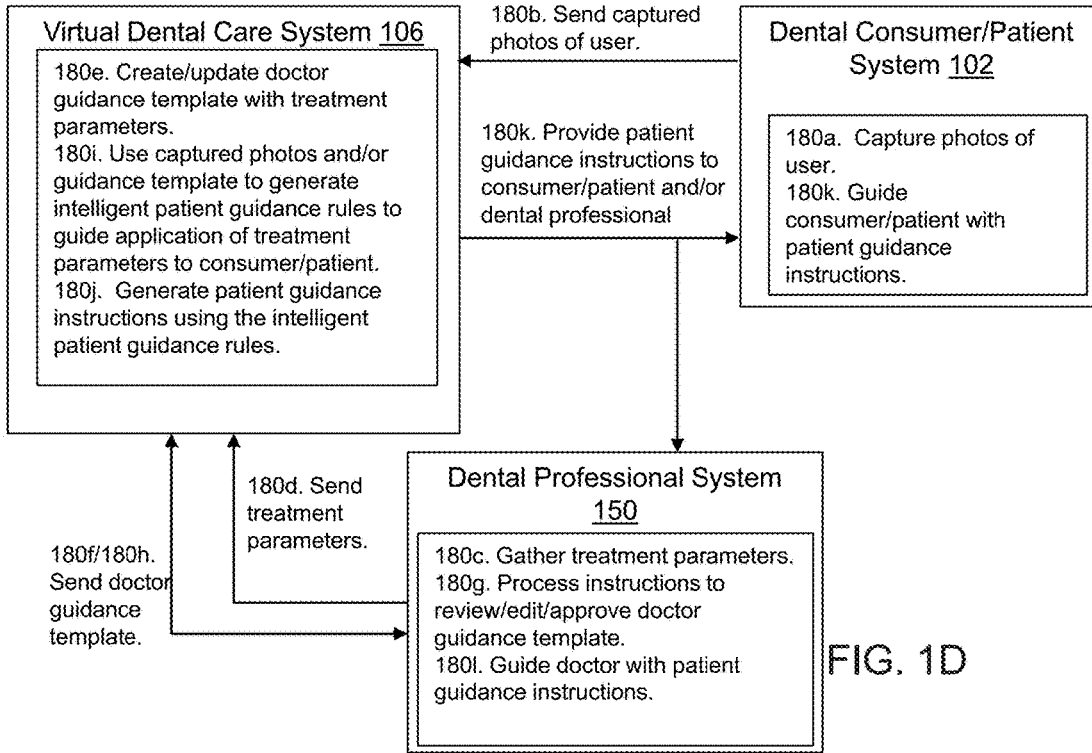 Virtual Dental Care System 106
180e. Create/update doctor
guidance template with treatment
parameters.
180i. Use captured photos and/or
guidance template to generate
intelligent patient guidance rules to
guide application of treatment
parameters to consumer/patient.
180j. Generate patient guidance
instructions using the intelligent
patient guidance rules.
180b. Send captured
photos of user.
180k. Provide patient
guidance instructions to
consumer/patient and/or
dental professional
Dental Consumer/Patient
System 102
180a. Capture photos of
user.
180k. Guide
consumer/patient with
patient guidance
instructions.
180f/180h.
Send doctor
guidance
template.
180d. Send
treatment
parameters.
Dental Professional System
150
180c. Gather treatment parameters.
180g. Process instructions to
review/edit/approve doctor
guidance template.
180l. Guide doctor with patient
guidance instructions.
FIG. 1D